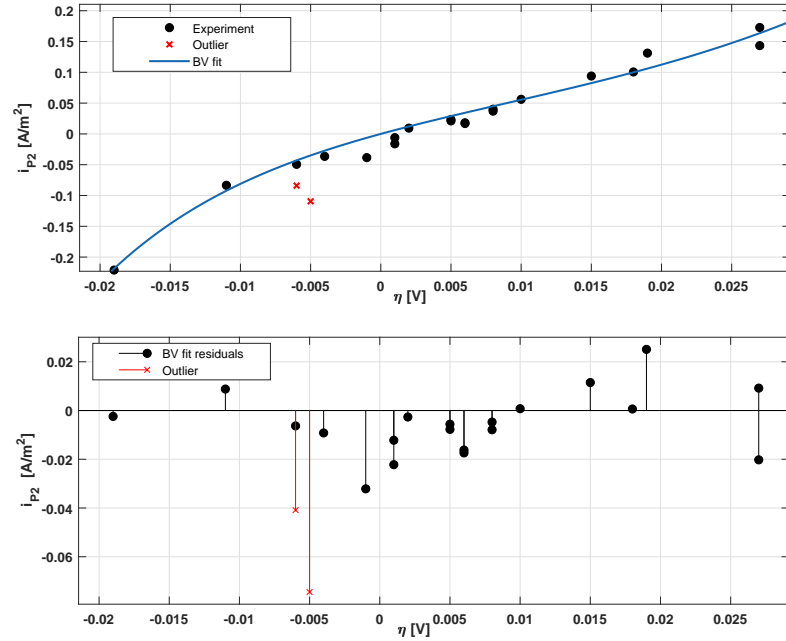 0.2
0.15
0.1
0.05
0
-0.05
-0.1
-0.15
-0.2
i_P2 [A/m²]
Experiment
Outlier
BV fit
-0.02 -0.015 -0.01 -0.005 0 0.005 0.01 0.015 0.02 0.025
η [V]
0.02
0
-0.02
-0.04
-0.06
i_P2 [A/m²]
BV fit residuals
Outlier
-0.02 -0.015 -0.01 -0.005 0 0.005 0.01 0.015 0.02 0.025
η [V]